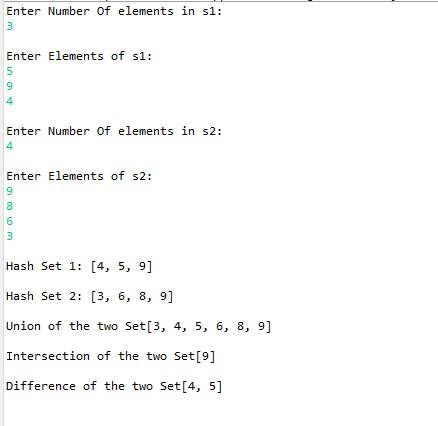 Enter Number Of elements in s1:
3
Enter Elements of s1:
5
9
4
Enter Number Of elements in s2:
4
Enter Elements of s2:
9
8
6
3
Hash Set 1: [4, 5, 9]
Hash Set 2: [3, 6, 8, 9]
Union of the two Set[3, 4, 5, 6, 8, 9]
Intersection of the two Set[9]
Difference of the two Set[4, 5]